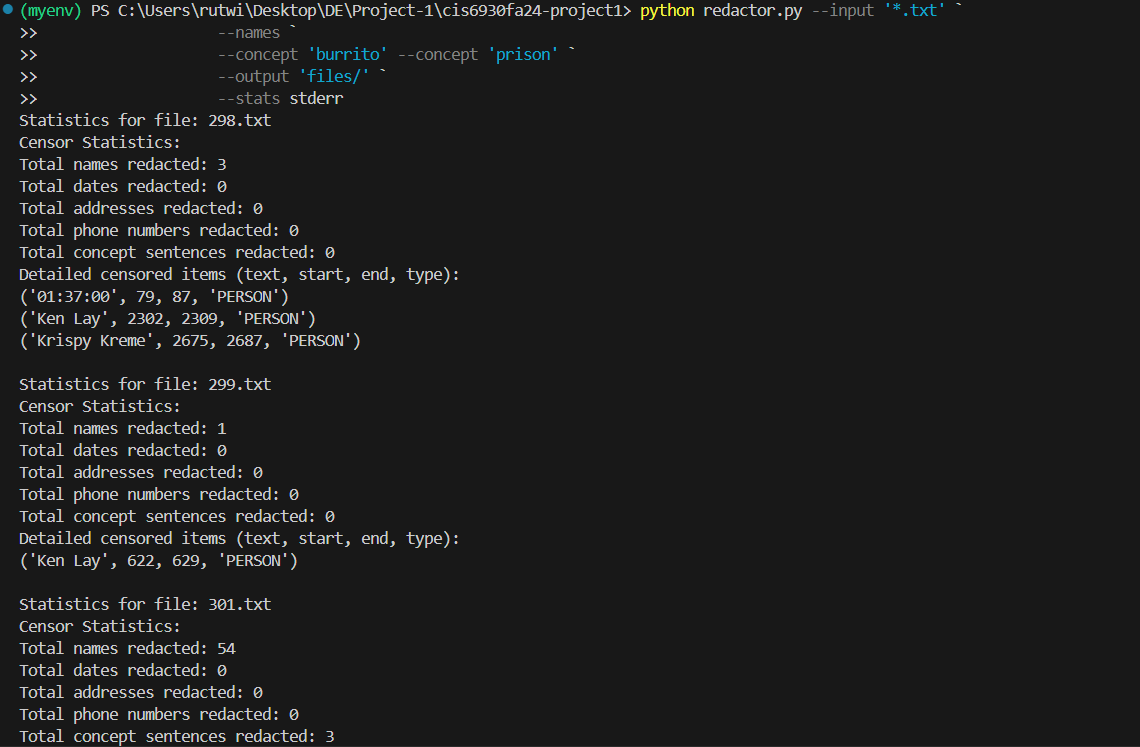 (myenv) PS C:\Users\rutwi\Desktop\DE\Project-1\cis6930fa24-project1> python redactor.py --input '*.txt' `
>> --names `
>> --concept 'burrito' --concept 'prison' `
>> --output 'files/' `
>> --stats stderr
Statistics for file: 298.txt
Censor Statistics:
Total names redacted: 3
Total dates redacted: 0
Total addresses redacted: 0
Total phone numbers redacted: 0
Total concept sentences redacted: 0
Detailed censored items (text, start, end, type):
('01:37:00', 79, 87, 'PERSON')
('Ken Lay', 2302, 2309, 'PERSON')
('Krispy Kreme', 2675, 2687, 'PERSON')
Statistics for file: 299.txt
Censor Statistics:
Total names redacted: 1
Total dates redacted: 0
Total addresses redacted: 0
Total phone numbers redacted: 0
Total concept sentences redacted: 0
Detailed censored items (text, start, end, type):
('Ken Lay', 622, 629, 'PERSON')
Statistics for file: 301.txt
Censor Statistics:
Total names redacted: 54
Total dates redacted: 0
Total addresses redacted: 0
Total phone numbers redacted: 0
Total concept sentences redacted: 3